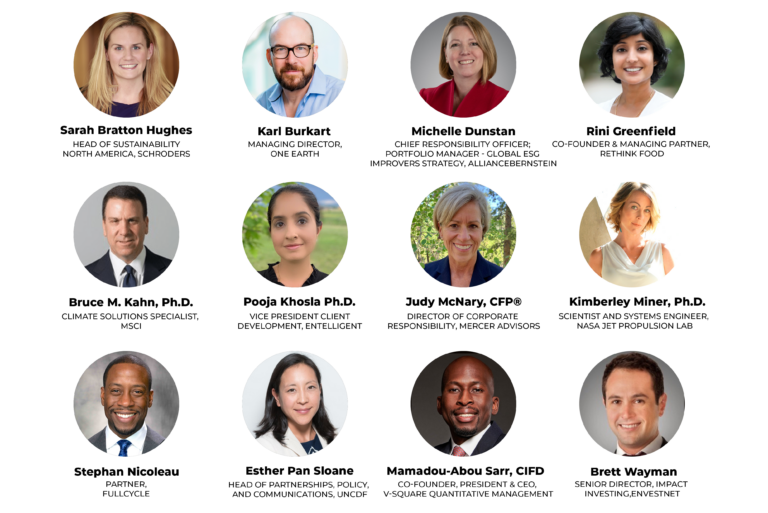 Sarah Bratton Hughes
HEAD OF SUSTAINABILITY
NORTH AMERICA, SCHRODERS
Karl Burkart
MANAGING DIRECTOR,
ONE EARTH
Michelle Dunstan
CHIEF RESPONSIBILITY OFFICER;
PORTFOLIO MANAGER - GLOBAL ESG
IMPROVERS STRATEGY, ALLIANCEBERNSTEIN
Rini Greenfield
CO-FOUNDER & MANAGING PARTNER,
RETHINK FOOD
Bruce M. Kahn, Ph.D.
CLIMATE SOLUTIONS SPECIALIST,
MSCI
Pooja Khosla Ph.D.
VICE PRESIDENT CLIENT
DEVELOPMENT, ENTELLIGENT
Judy McNary, CFP®
DIRECTOR OF CORPORATE
RESPONSIBILITY, MERCER ADVISORS
Kimberley Miner, Ph.D.
SCIENTIST AND SYSTEMS ENGINEER,
NASA JET PROPULSION LAB
Stephan Nicoleau
PARTNER,
FULLCYCLE
Esther Pan Sloane
HEAD OF PARTNERSHIPS, POLICY,
AND COMMUNICATIONS, UNCDF
Mamadou-Abou Sarr, CIFD
CO-FOUNDER, PRESIDENT & CEO,
V-SQUARE QUANTITATIVE MANAGEMENT
Brett Wayman
SENIOR DIRECTOR, IMPACT
INVESTING,ENVESTNET